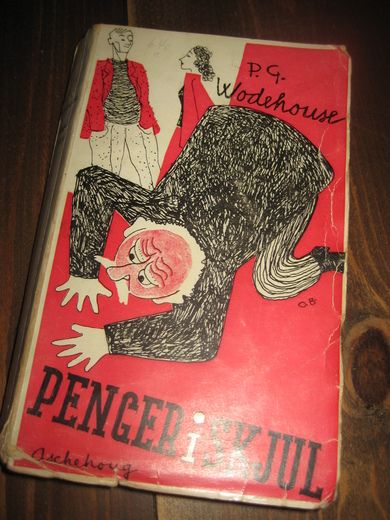 P. G.
Wodehouse
O.B.
PENGER i SKJUL
Aschehoug